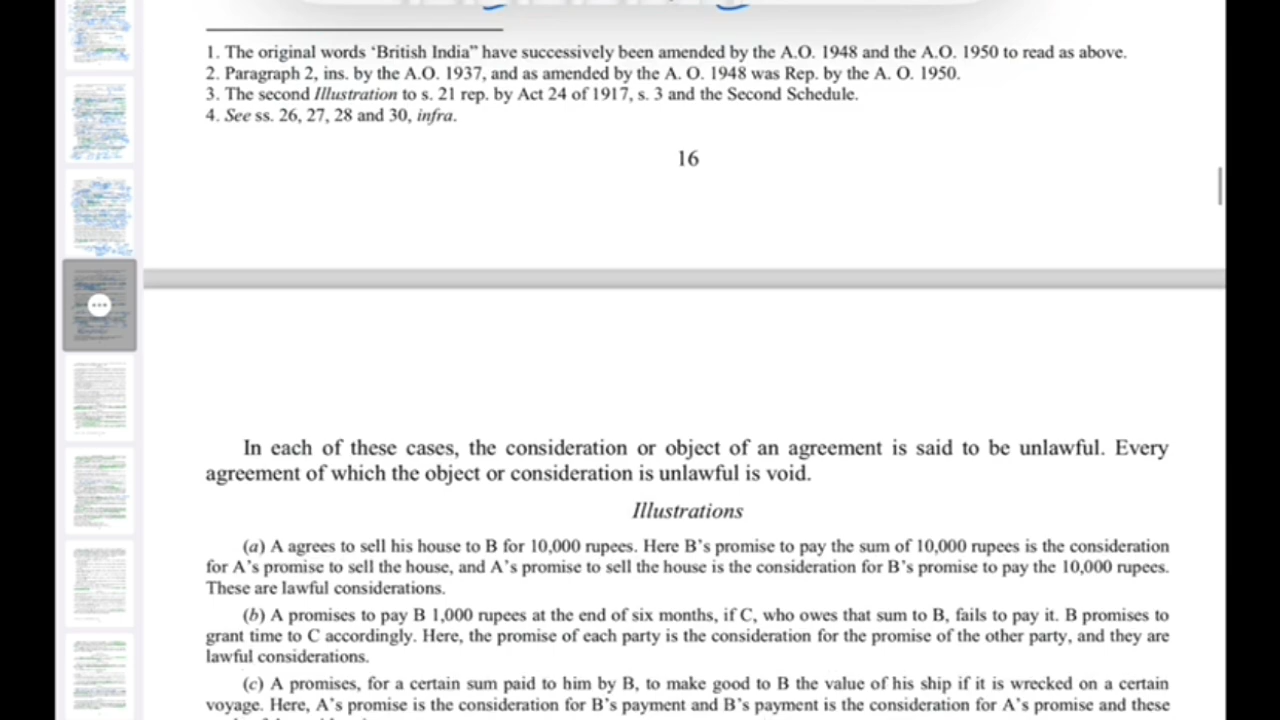 1. The original words ‘British India” have successively been amended by the A.O. 1948 and the A.O. 1950 to read as above.
2. Paragraph 2, ins. by the A.O. 1937, and as amended by the A. O. 1948 was Rep. by the A. O. 1950.
3. The second Illustration to s. 21 rep. by Act 24 of 1917, s. 3 and the Second Schedule.
4. See ss. 26, 27, 28 and 30, infra.
16
In each of these cases, the consideration or object of an agreement is said to be unlawful. Every
agreement of which the object or consideration is unlawful is void.
Illustrations
(a) A agrees to sell his house to B for 10,000 rupees. Here B’s promise to pay the sum of 10,000 rupees is the consideration
for A’s promise to sell the house, and A’s promise to sell the house is the consideration for B’s promise to pay the 10,000 rupees.
These are lawful considerations.
(b) A promises to pay B 1,000 rupees at the end of six months, if C, who owes that sum to B, fails to pay it. B promises to
grant time to C accordingly. Here, the promise of each party is the consideration for the promise of the other party, and they are
lawful considerations.
(c) A promises, for a certain sum paid to him by B, to make good to B the value of his ship if it is wrecked on a certain
voyage. Here, A’s promise is the consideration for B’s payment and B’s payment is the consideration for A’s promise and these